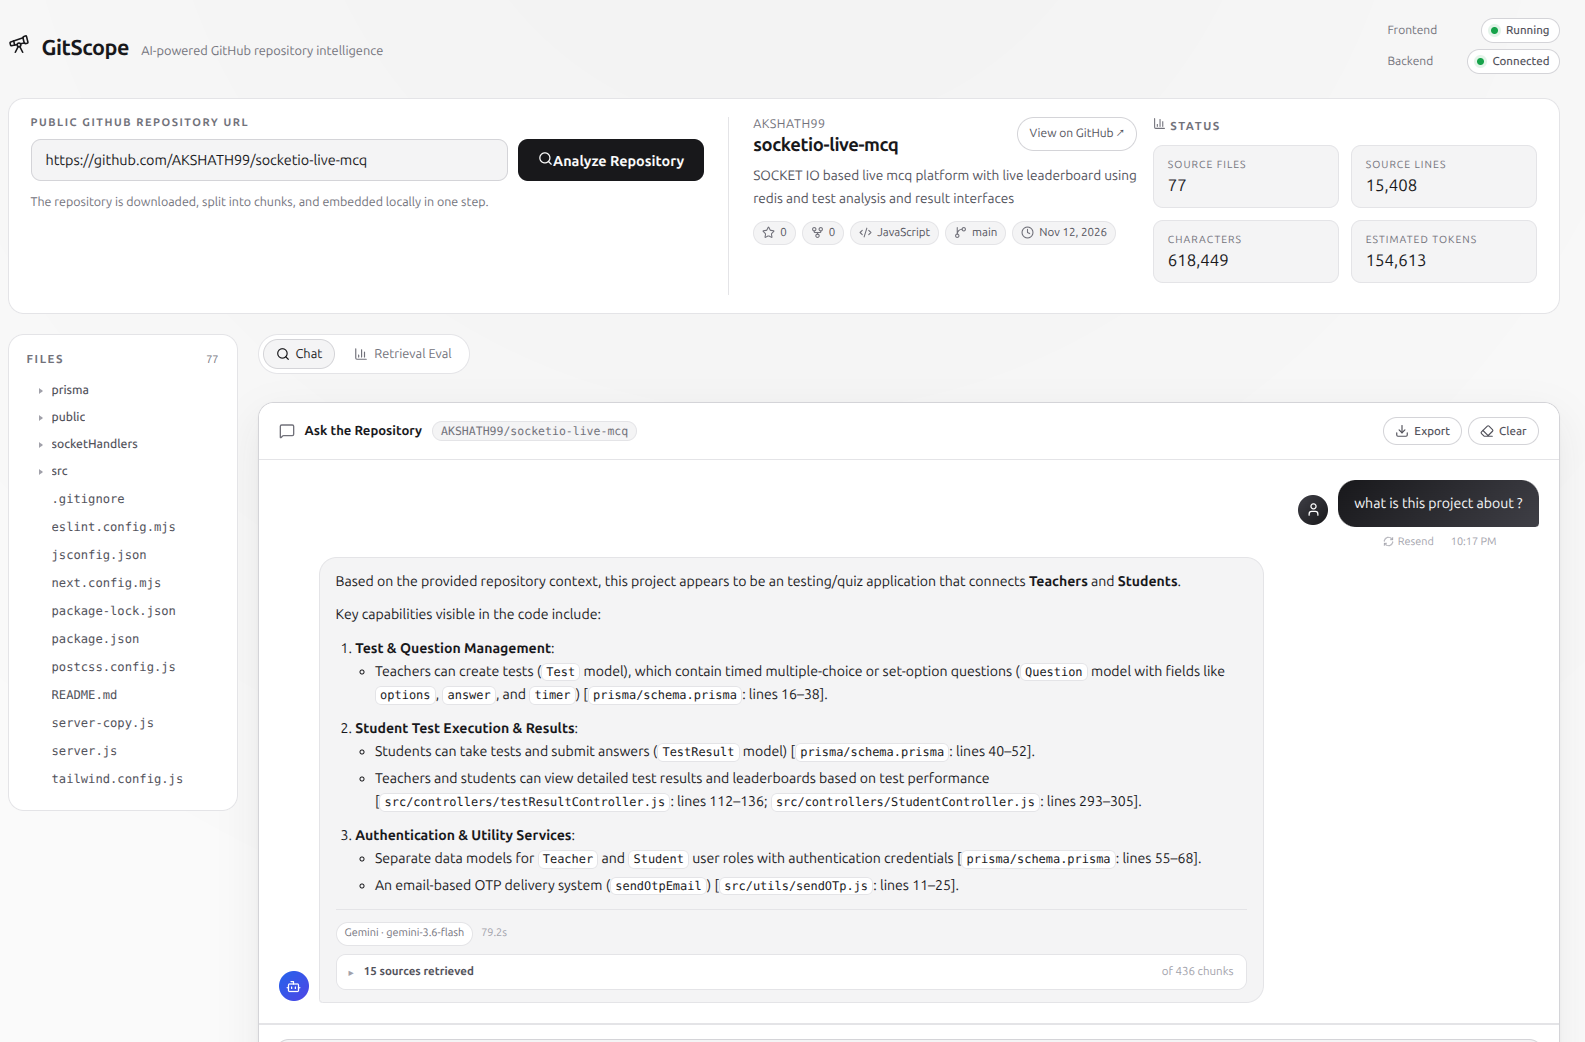 GitScope AI-powered GitHub repository intelligence
Frontend Running
Backend Connected
PUBLIC GITHUB REPOSITORY URL
https://github.com/AKSHATH99/socketio-live-mcq Analyze Repository
The repository is downloaded, split into chunks, and embedded locally in one step.
AKSHATH99
socketio-live-mcq
View on GitHub ↗
SOCKET IO based live mcq platform with live leaderboard using
redis and test analysis and result interfaces
0 0 JavaScript main Nov 12, 2026
STATUS
SOURCE FILES
77
SOURCE LINES
15,408
CHARACTERS
618,449
ESTIMATED TOKENS
154,613
FILES 77
prisma
public
socketHandlers
src
.gitignore
eslint.config.mjs
jsconfig.json
next.config.mjs
package-lock.json
package.json
postcss.config.js
README.md
server-copy.js
server.js
tailwind.config.js
Chat Retrieval Eval
Ask the Repository AKSHATH99/socketio-live-mcq Export Clear
what is this project about ?
Resend 10:17 PM
Based on the provided repository context, this project appears to be an testing/quiz application that connects Teachers and Students.
Key capabilities visible in the code include:
1. Test & Question Management:
Teachers can create tests ( Test model), which contain timed multiple-choice or set-option questions ( Question model with fields like
options , answer , and timer ) [ prisma/schema.prisma : lines 16–38].
2. Student Test Execution & Results:
Students can take tests and submit answers ( TestResult model) [ prisma/schema.prisma : lines 40–52].
Teachers and students can view detailed test results and leaderboards based on test performance
[ src/controllers/testResultController.js : lines 112–136; src/controllers/StudentController.js : lines 293–305].
3. Authentication & Utility Services:
Separate data models for Teacher and Student user roles with authentication credentials [ prisma/schema.prisma : lines 55–68].
An email-based OTP delivery system ( sendOtpEmail ) [ src/utils/sendOTp.js : lines 11–25].
Gemini · gemini-3.6-flash 79.2s
15 sources retrieved of 436 chunks